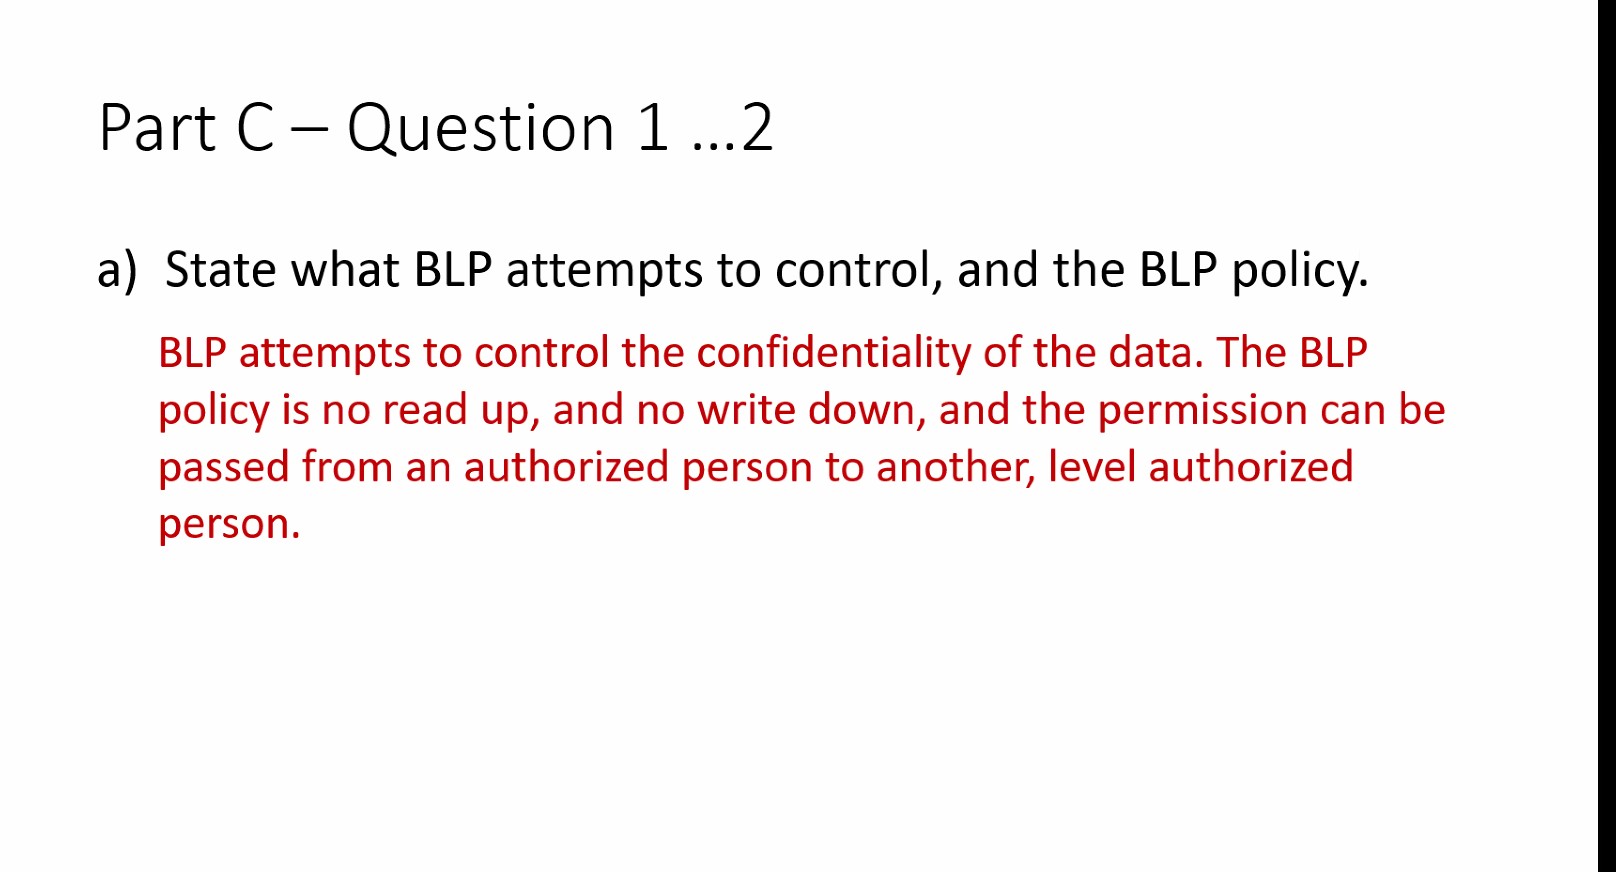 Part C – Question 1 ...2
a) State what BLP attempts to control, and the BLP policy.
BLP attempts to control the confidentiality of the data. The BLP
policy is no read up, and no write down, and the permission can be
passed from an authorized person to another, level authorized
person.